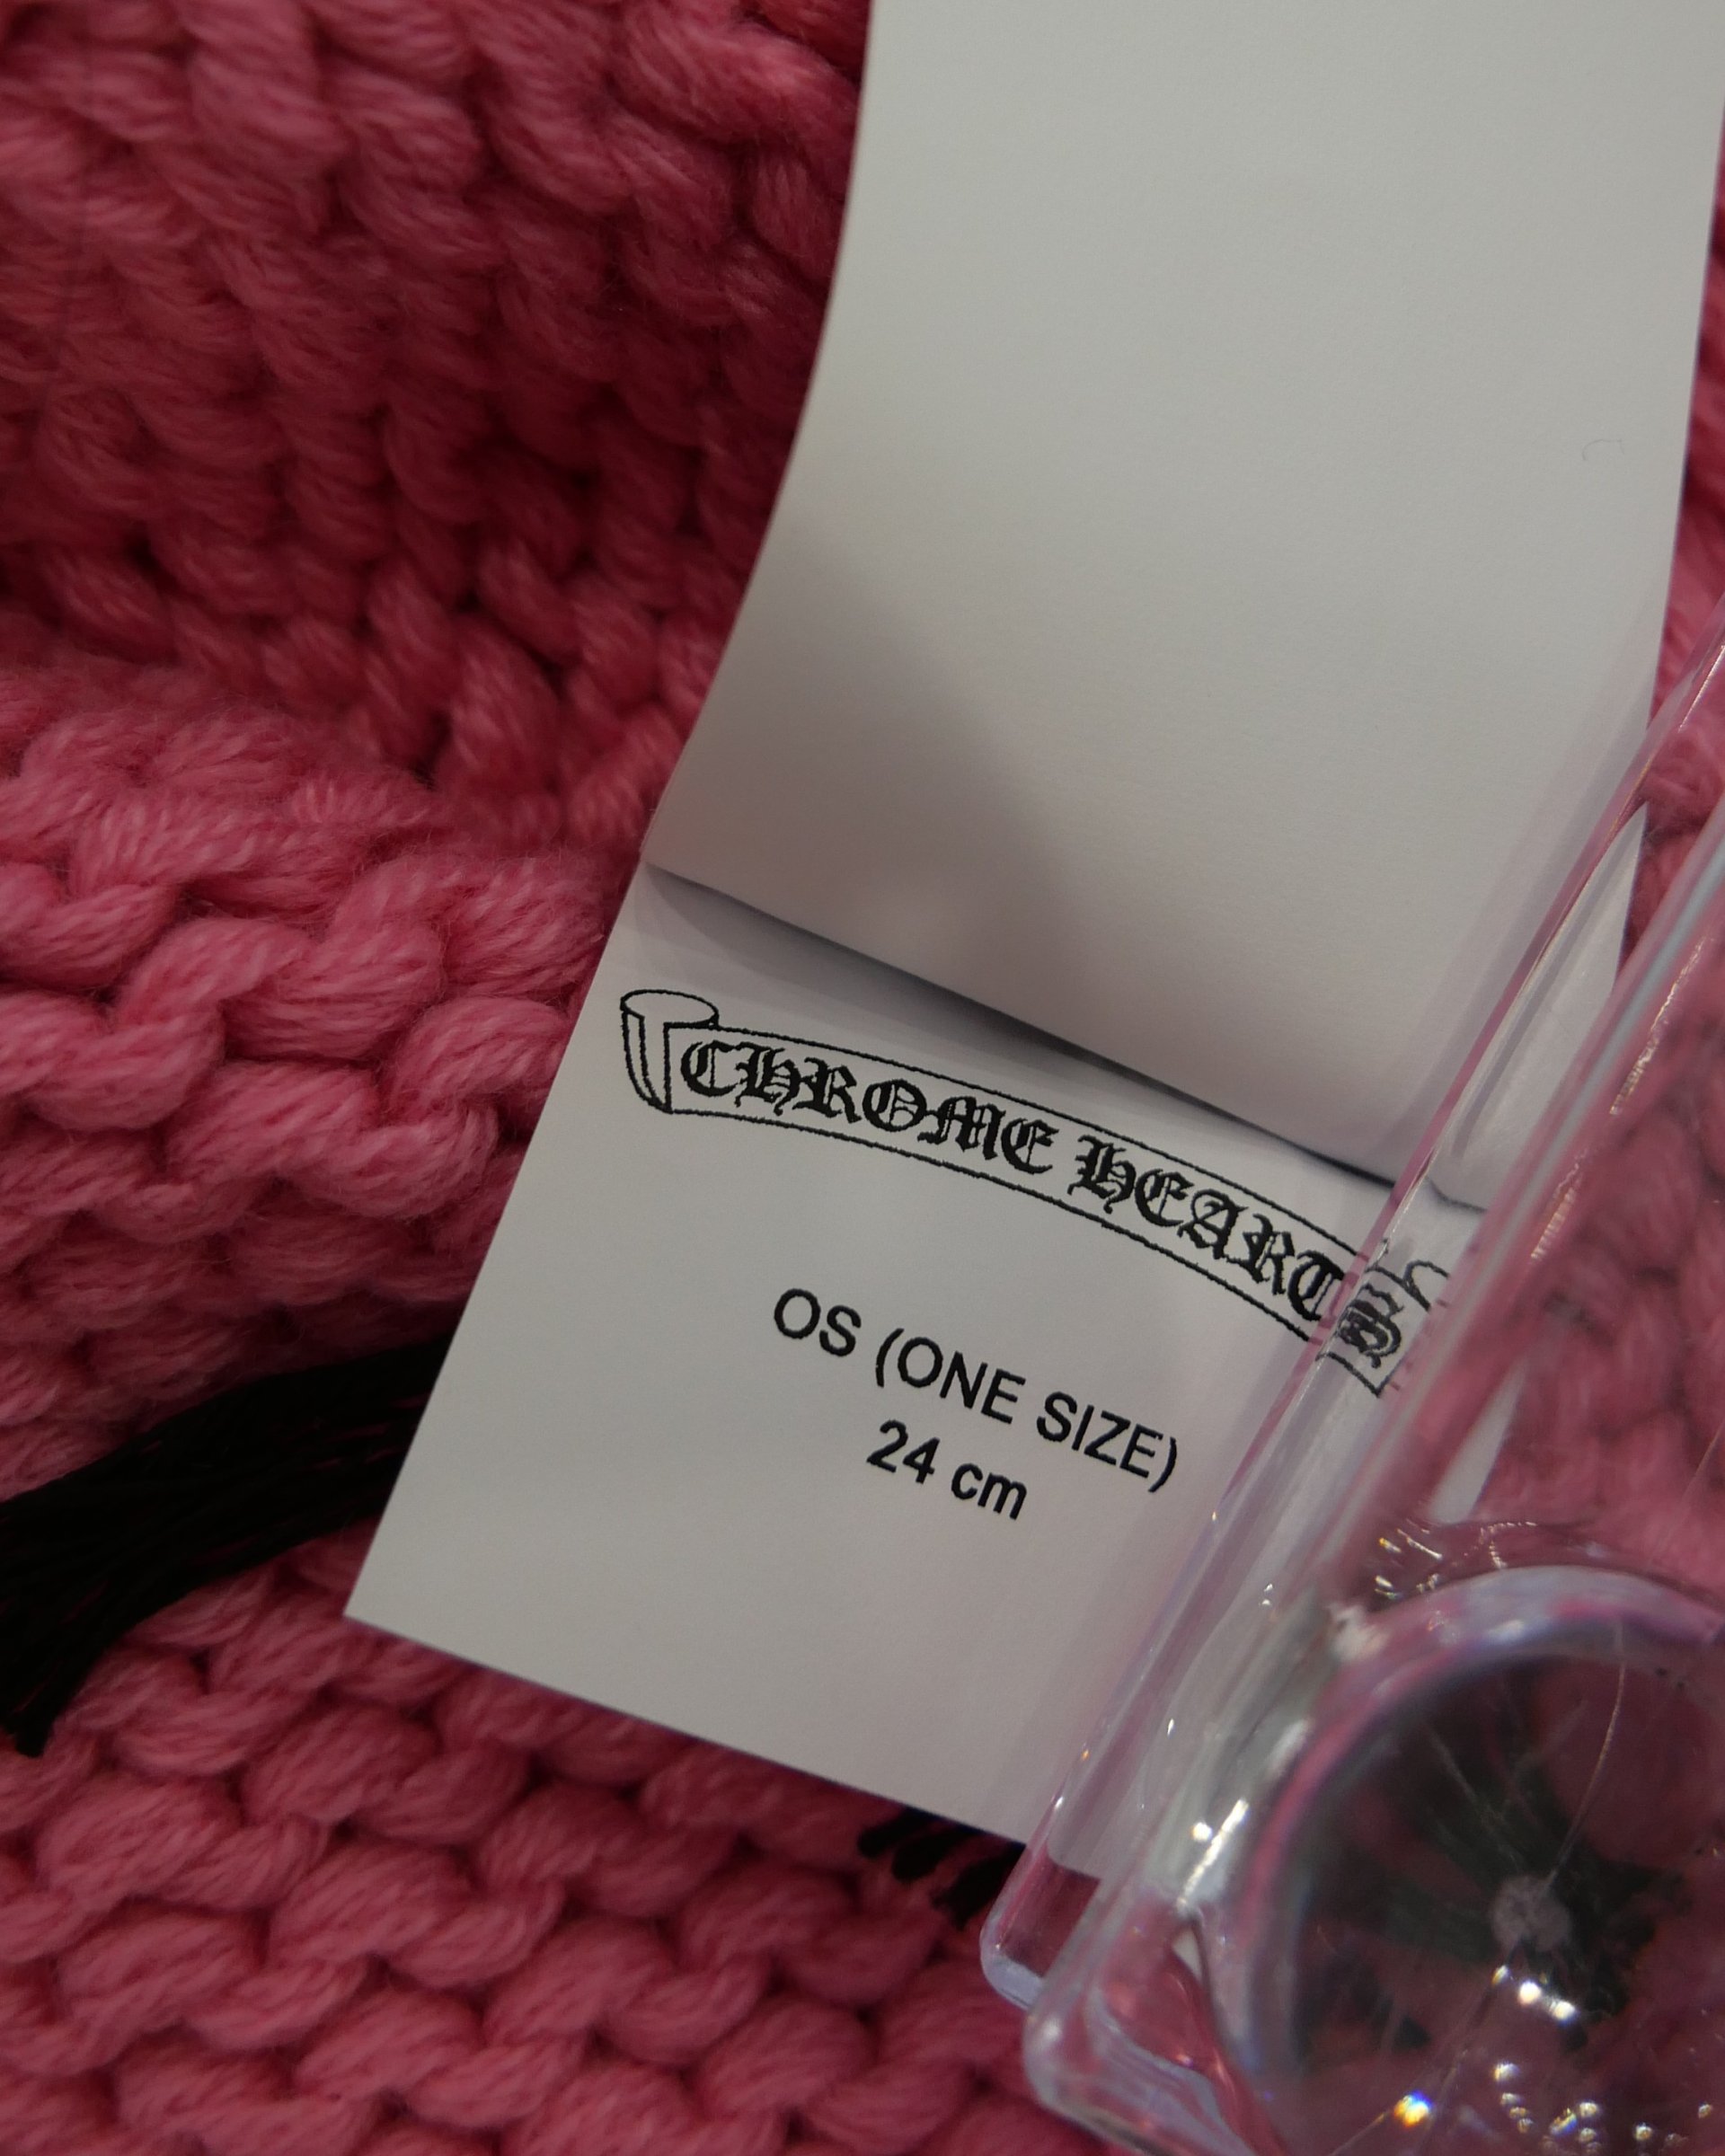 CHROME HEARTS
OS (ONE SIZE)
24 cm